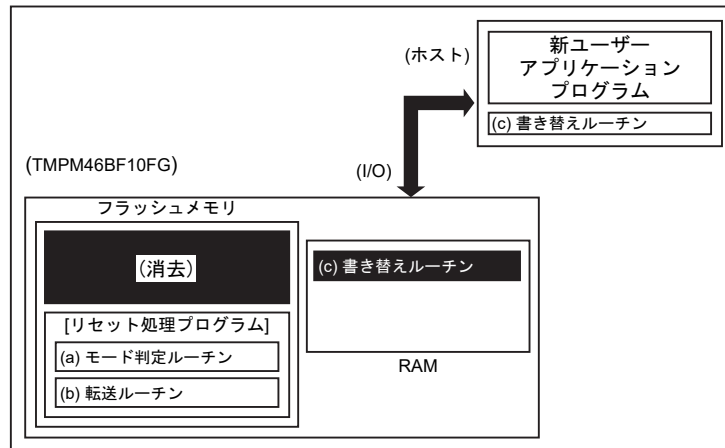 (ホスト)
新ユーザー
アプリケーション
プログラム
(c) 書き替えルーチン
(TMPM46BF10FG)
(I/O)
フラッシュメモリ
(消去)
[リセット処理プログラム]
(a) モード判定ルーチン
(b) 転送ルーチン
(c) 書き替えルーチン
RAM